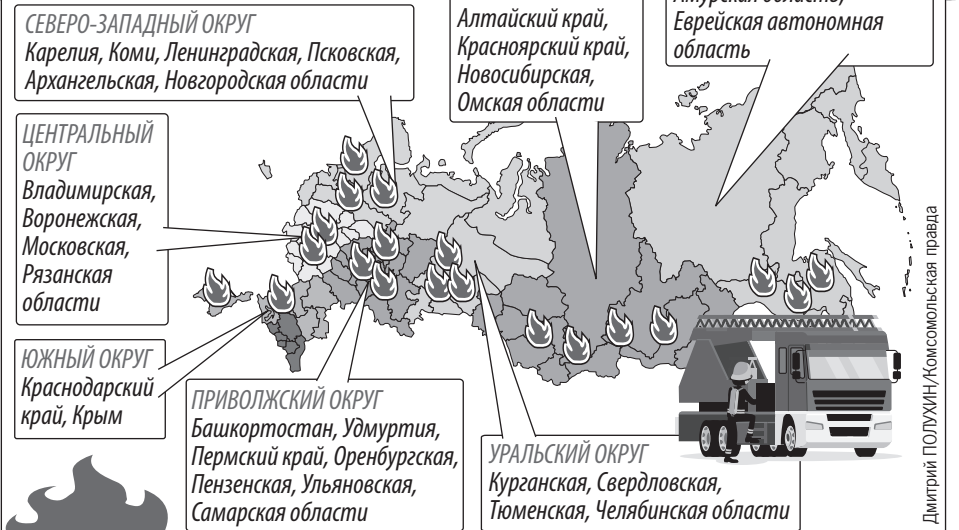 СЕВЕРО-ЗАПАДНЫЙ ОКРУГ
Карелия, Коми, Ленинградская, Псковская,
Архангельская, Новгородская области
Алтайский край,
Красноярский край,
Новосибирская,
Омская области
Амурская область,
Еврейская автономная
область
ЦЕНТРАЛЬНЫЙ
ОКРУГ
Владимирская,
Воронежская,
Московская,
Рязанская
области
ЮЖНЫЙ ОКРУГ
Краснодарский
край, Крым
ПРИВОЛЖСКИЙ ОКРУГ
Башкортостан, Удмуртия,
Пермский край, Оренбургская,
Пензенская, Ульяновская,
Самарская области
УРАЛЬСКИЙ ОКРУГ
Курганская, Свердловская,
Тюменская, Челябинская области
Дмитрий ПОЛУХИН/Комсомольская правда